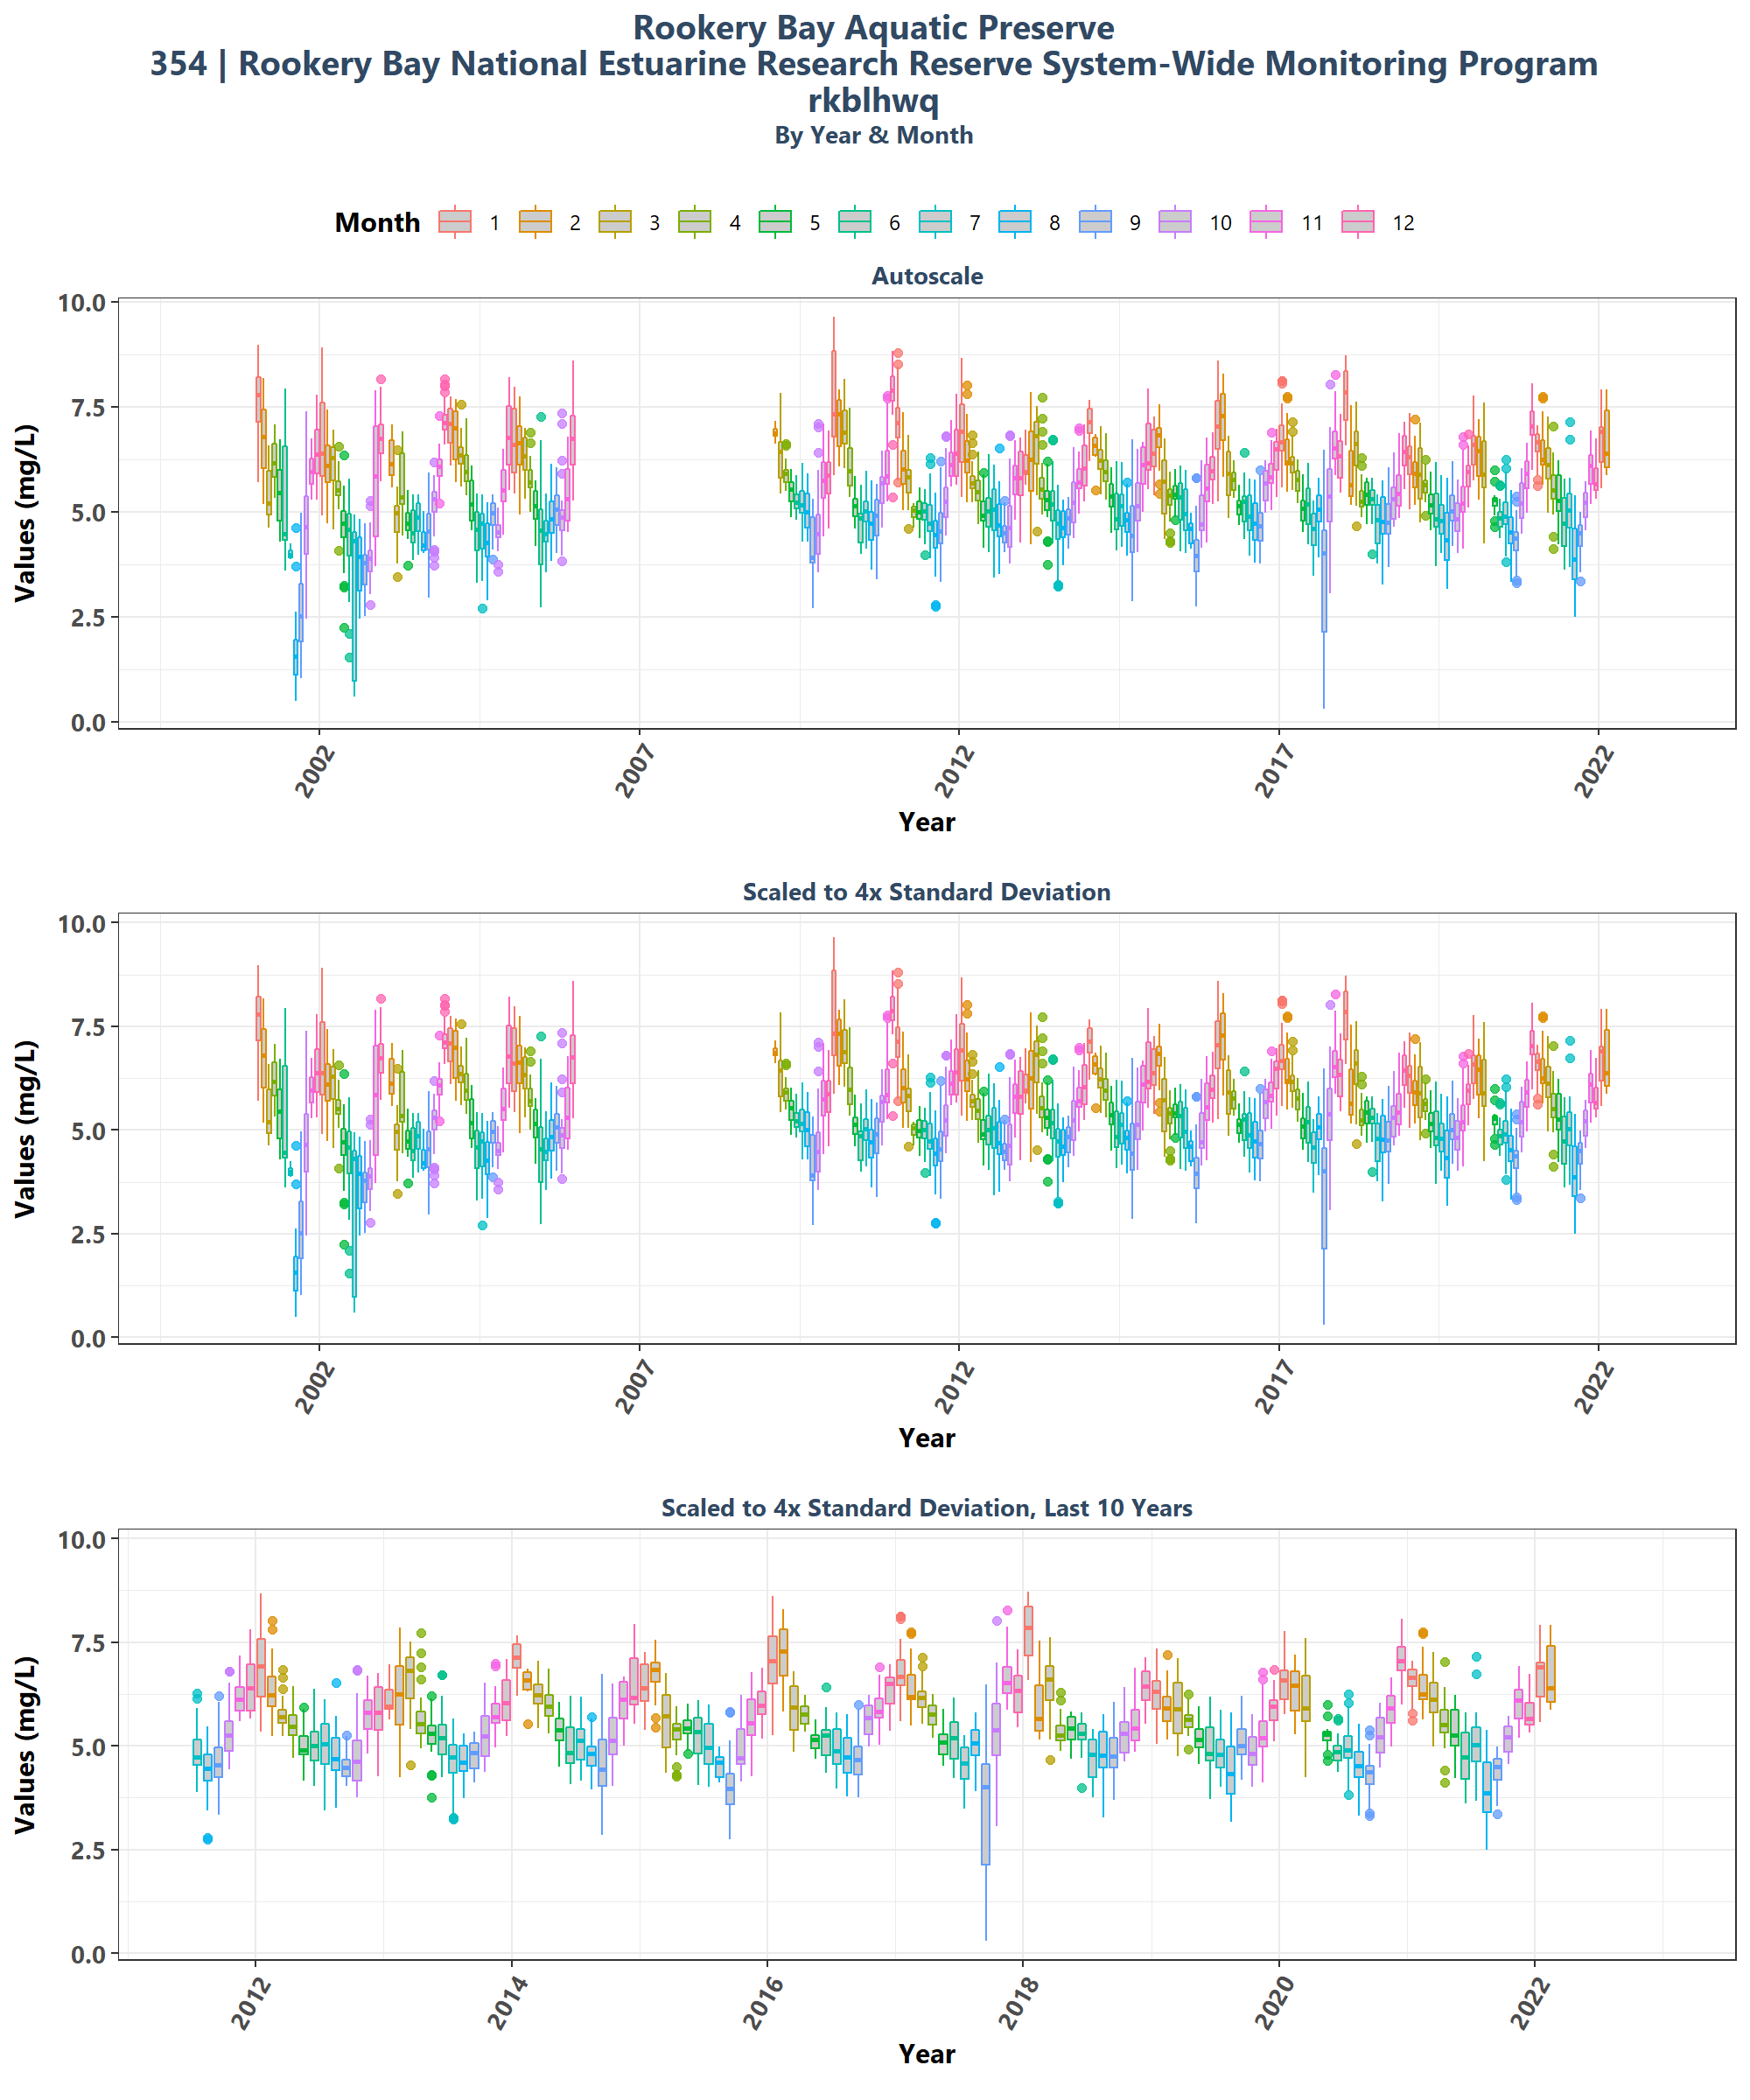 Rookery Bay Aquatic Preserve
354 | Rookery Bay National Estuarine Research Reserve System-Wide Monitoring Program
rkblhwq
By Year & Month
Month 1 2 3 4 5 6 7 8 9 10 11 12
Autoscale
Values (mg/L)
10.0
7.5
5.0
2.5
0.0
2002 2007 2012 2017 2022
Year
Scaled to 4x Standard Deviation
Values (mg/L)
10.0
7.5
5.0
2.5
0.0
2002 2007 2012 2017 2022
Year
Scaled to 4x Standard Deviation, Last 10 Years
Values (mg/L)
10.0
7.5
5.0
2.5
0.0
2012 2014 2016 2018 2020 2022
Year